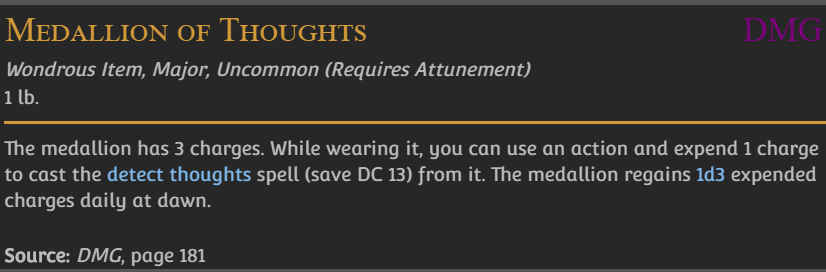 Medallion of Thoughts DMG
Wondrous Item, Major, Uncommon (Requires Attunement)
1 lb.
The medallion has 3 charges. While wearing it, you can use an action and expend 1 charge
to cast the detect thoughts spell (save DC 13) from it. The medallion regains 1d3 expended
charges daily at dawn.
Source: DMG, page 181